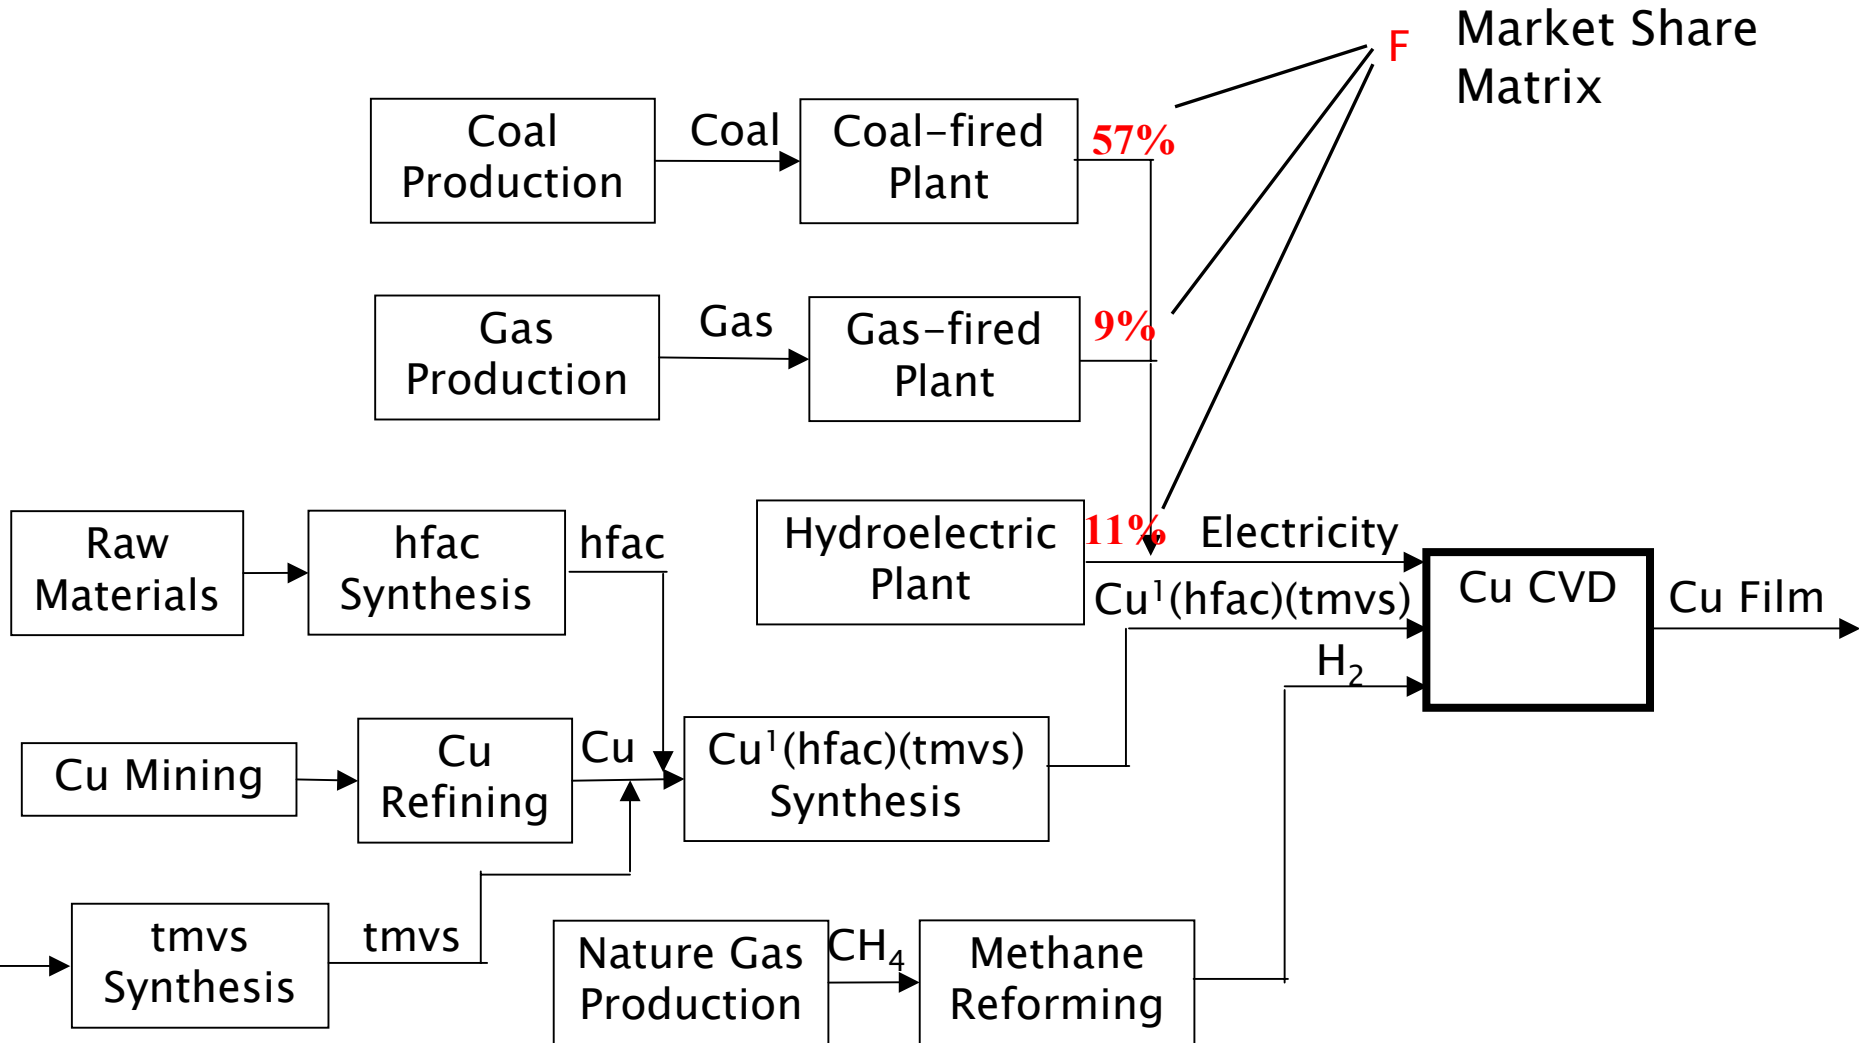 F
Market Share
Matrix
Coal
Production
Coal
Coal-fired
Plant
57%
Gas
Production
Gas
Gas-fired
Plant
9%
Raw
Materials
hfac
Synthesis
hfac
Hydroelectric
Plant
11%
Electricity
Cu¹(hfac)(tmvs)
H₂
Cu CVD
Cu Film
Cu Mining
Cu
Refining
Cu
Cu¹(hfac)(tmvs)
Synthesis
tmvs
Synthesis
tmvs
Nature Gas
Production
CH₄
Methane
Reforming